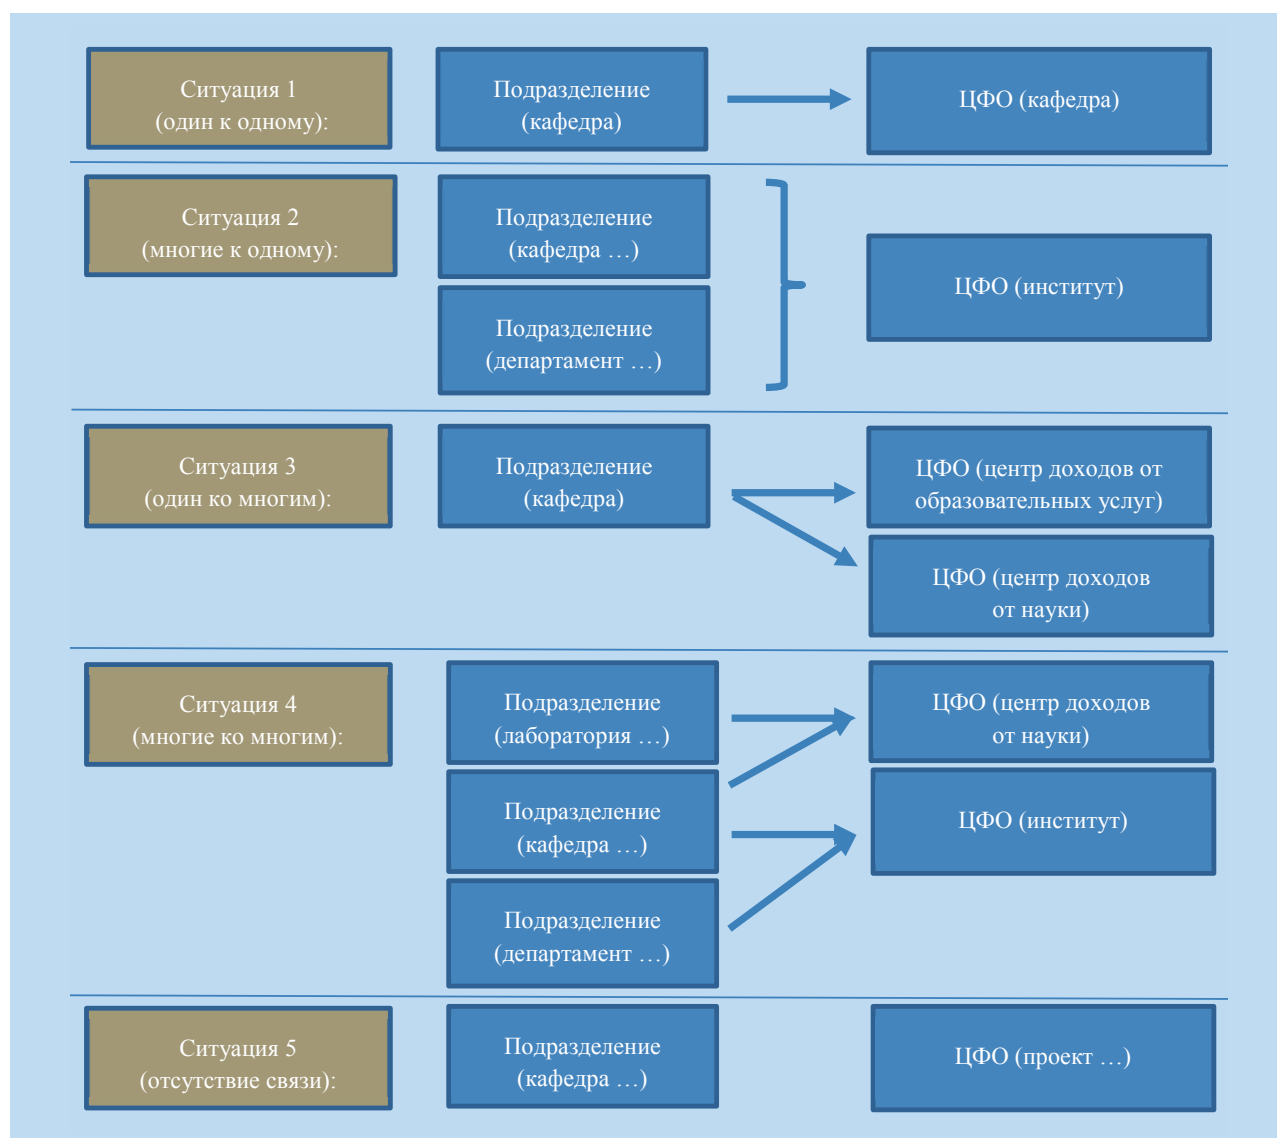 Ситуация 1
(один к одному):
Подразделение
(кафедра)
ЦФО (кафедра)
Ситуация 2
(многие к одному):
Подразделение
(кафедра …)
Подразделение
(департамент …)
ЦФО (институт)
Ситуация 3
(один ко многим):
Подразделение
(кафедра)
ЦФО (центр доходов от
образовательных услуг)
ЦФО (центр доходов
от науки)
Ситуация 4
(многие ко многим):
Подразделение
(лаборатория …)
Подразделение
(кафедра …)
Подразделение
(департамент …)
ЦФО (центр доходов
от науки)
ЦФО (институт)
Ситуация 5
(отсутствие связи):
Подразделение
(кафедра …)
ЦФО (проект …)